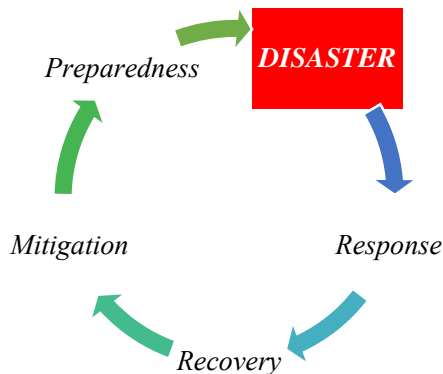 DISASTER
Preparedness
Mitigation
Response
Recovery